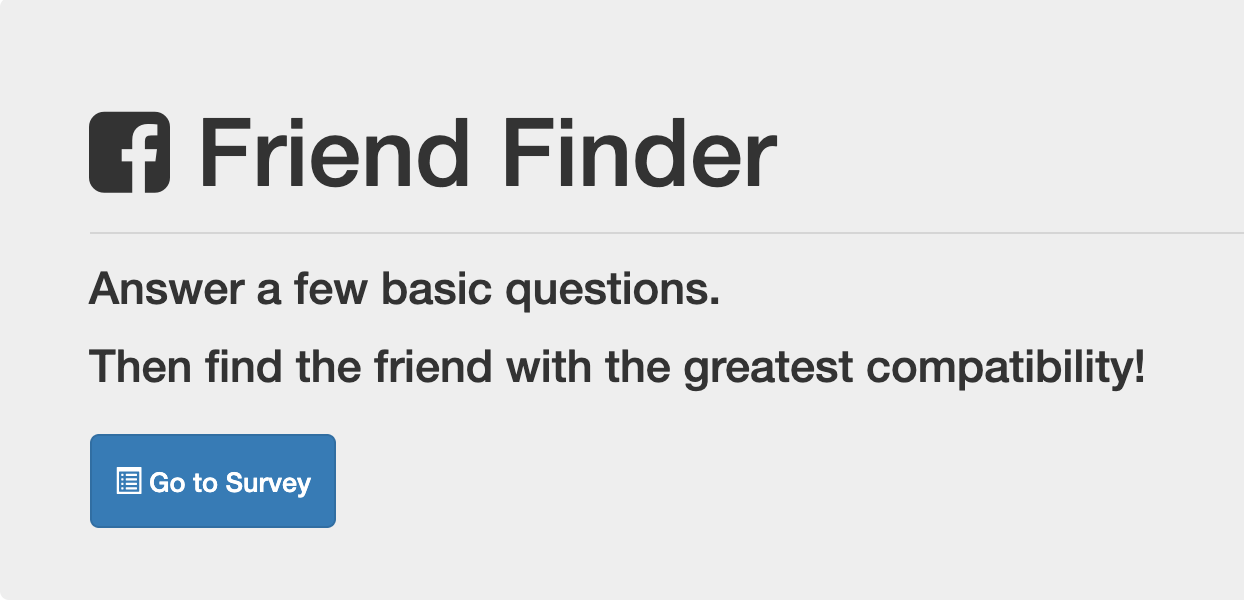 Friend Finder
Answer a few basic questions.
Then find the friend with the greatest compatibility!
Go to Survey